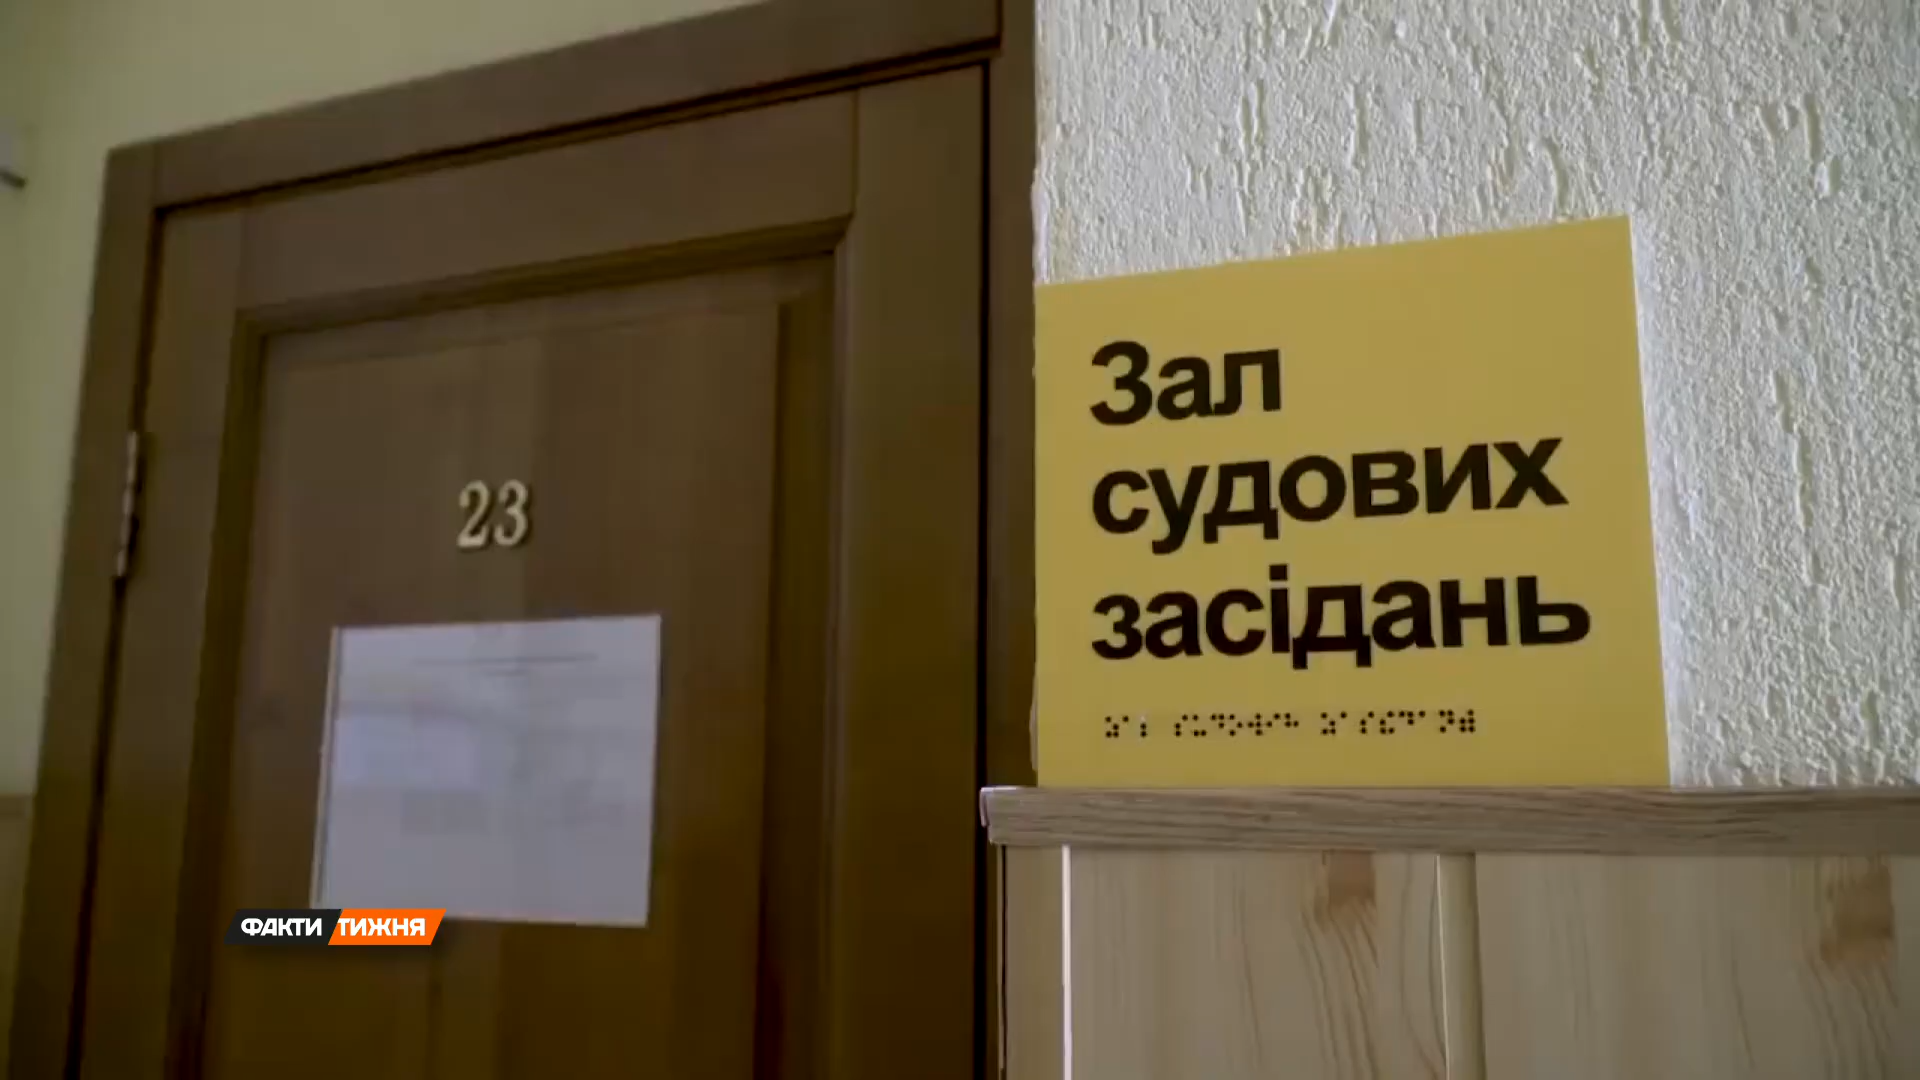 23
Зал
судових
засідань
ФАКТИ ТИЖНЯ